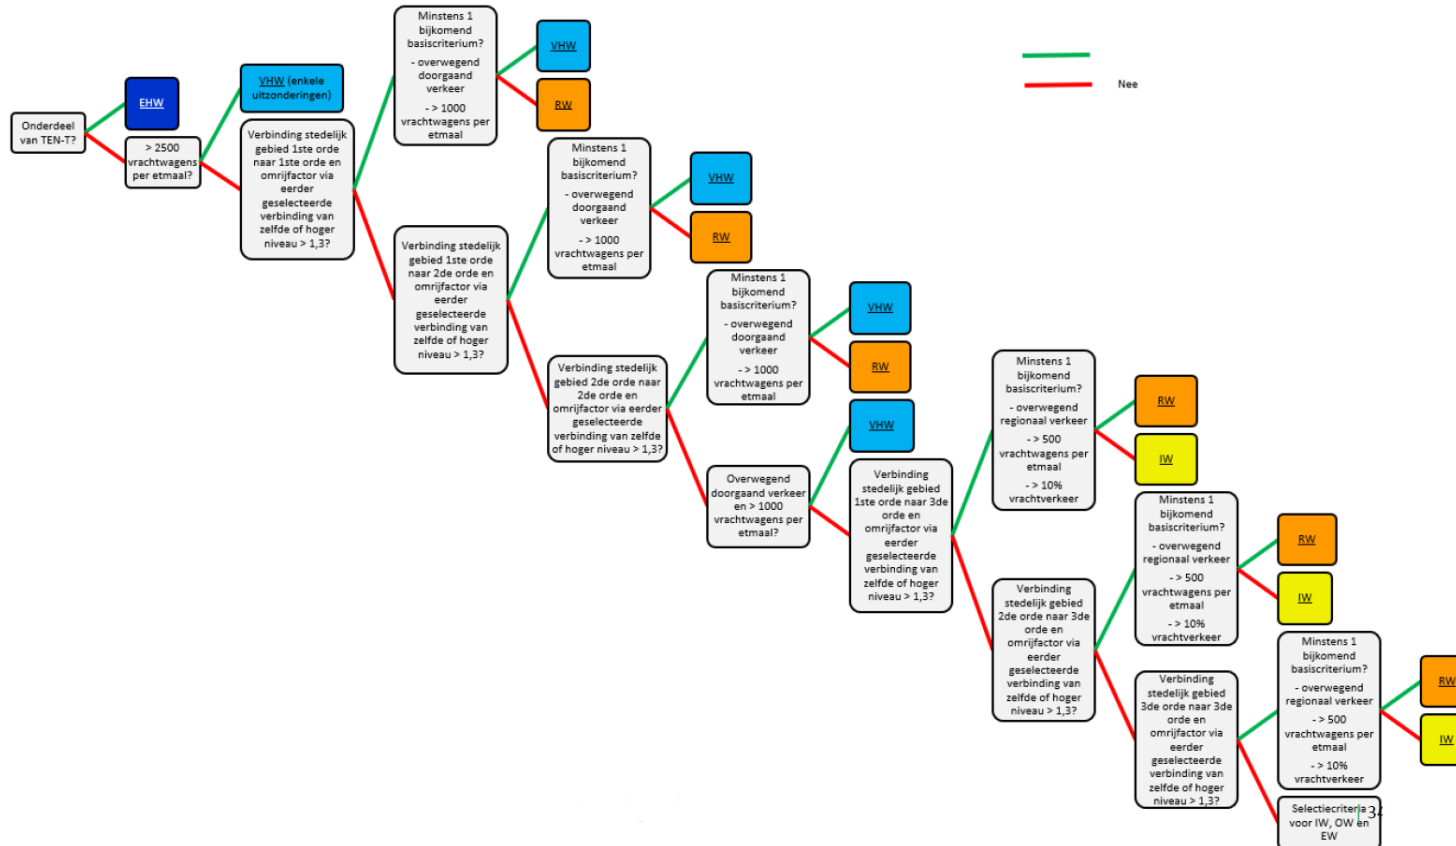 Onderdeel
van TEN-T?
EHW
> 2500
vrachtwagens
per etmaal?
VHW (enkele
uitzonderingen)
Verbinding stedelijk
gebied 1ste orde
naar 1ste orde en
omrijfactor via
eerder
geselecteerde
verbinding van
zelfde of hoger
niveau > 1,3?
Minstens 1
bijkomend
basiscriterium?
- overwegend
doorgaand
verkeer
- > 1000
vrachtwagens per
etmaal
VHW
RW
Verbinding stedelijk
gebied 1ste orde
naar 2de orde en
omrijfactor via
eerder
geselecteerde
verbinding van
zelfde of hoger
niveau > 1,3?
Minstens 1
bijkomend
basiscriterium?
- overwegend
doorgaand
verkeer
- > 1000
vrachtwagens per
etmaal
VHW
RW
Verbinding stedelijk
gebied 2de orde naar
2de orde en
omrijfactor via eerder
geselecteerde
verbinding van zelfde
of hoger niveau > 1,3?
Minstens 1
bijkomend
basiscriterium?
- overwegend
doorgaand
verkeer
- > 1000
vrachtwagens per
etmaal
VHW
RW
Overwegend
doorgaand verkeer
en > 1000
vrachtwagens per
etmaal?
VHW
Verbinding
stedelijk gebied
1ste orde naar 3de
orde en
omrijfactor via
eerder
geselecteerde
verbinding van
zelfde of hoger
niveau > 1,3?
Minstens 1
bijkomend
basiscriterium?
- overwegend
regionaal verkeer
- > 500
vrachtwagens per
etmaal
- > 10%
vrachtverkeer
RW
IW
Verbinding
stedelijk gebied
2de orde naar 3de
orde en
omrijfactor via
eerder
geselecteerde
verbinding van
zelfde of hoger
niveau > 1,3?
Minstens 1
bijkomend
basiscriterium?
- overwegend
regionaal verkeer
- > 500
vrachtwagens per
etmaal
- > 10%
vrachtverkeer
RW
IW
Verbinding
stedelijk gebied
3de orde naar 3de
orde en
omrijfactor via
eerder
geselecteerde
verbinding van
zelfde of hoger
niveau > 1,3?
Minstens 1
bijkomend
basiscriterium?
- overwegend
regionaal verkeer
- > 500
vrachtwagens per
etmaal
- > 10%
vrachtverkeer
RW
IW
Selectiecriteria
voor IW, OW en
EW
Nee